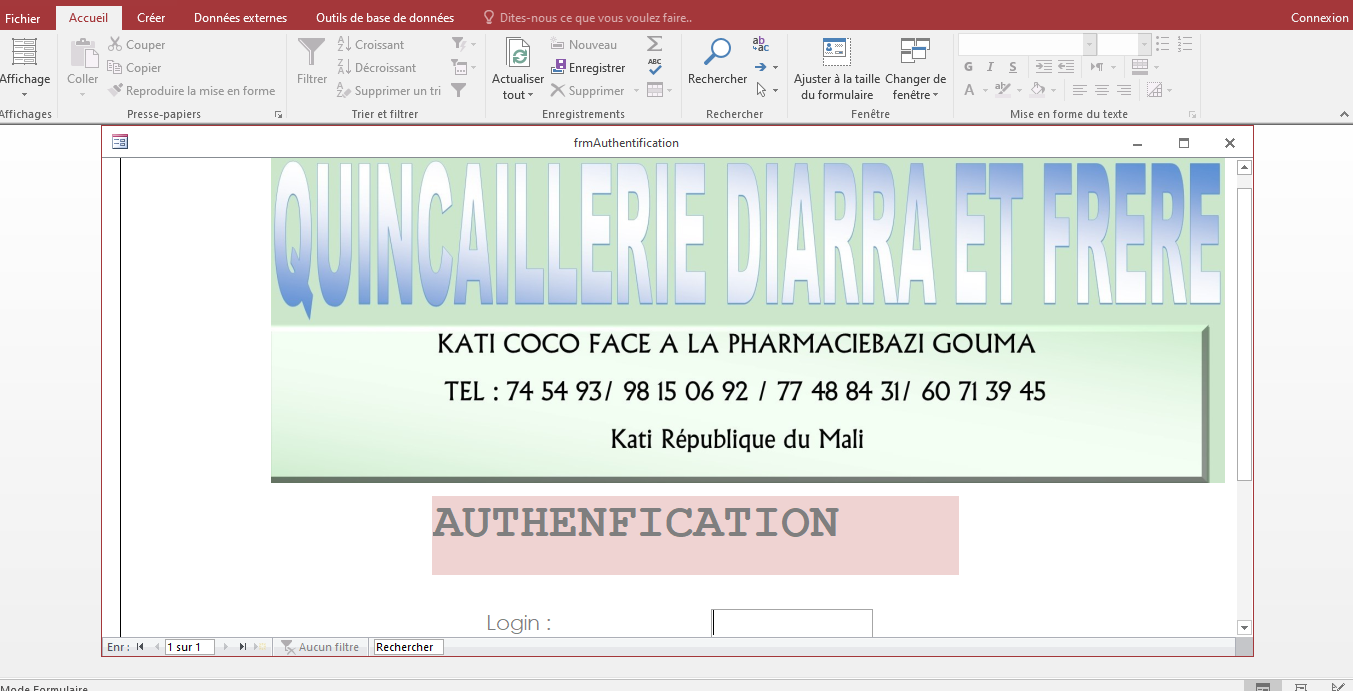 Fichier Accueil Créer Données externes Outils de base de données Dites-nous ce que vous voulez faire.. Connexion
Affichage
Affichages
Coller
Couper
Copier
Reproduire la mise en forme
Presse-papiers
Filtrer
Croissant
Décroissant
Supprimer un tri
Trier et filtrer
Actualiser
tout
Nouveau
Enregistrer
Supprimer
Enregistrements
Rechercher
Rechercher
Ajuster à la taille
du formulaire
Changer de
fenêtre
Fenêtre
G I S
A
Mise en forme du texte
frmAuthentification
QUINCAILLERIE DIARRA ET FRERE
KATI COCO FACE A LA PHARMACIEBAZI GOUMA
TEL : 74 54 93/ 98 15 06 92 / 77 48 84 31/ 60 71 39 45
Kati République du Mali
AUTHENFICATION
Login :
Enr : 1 sur 1 Aucun filtre Rechercher
Mode Formulaire